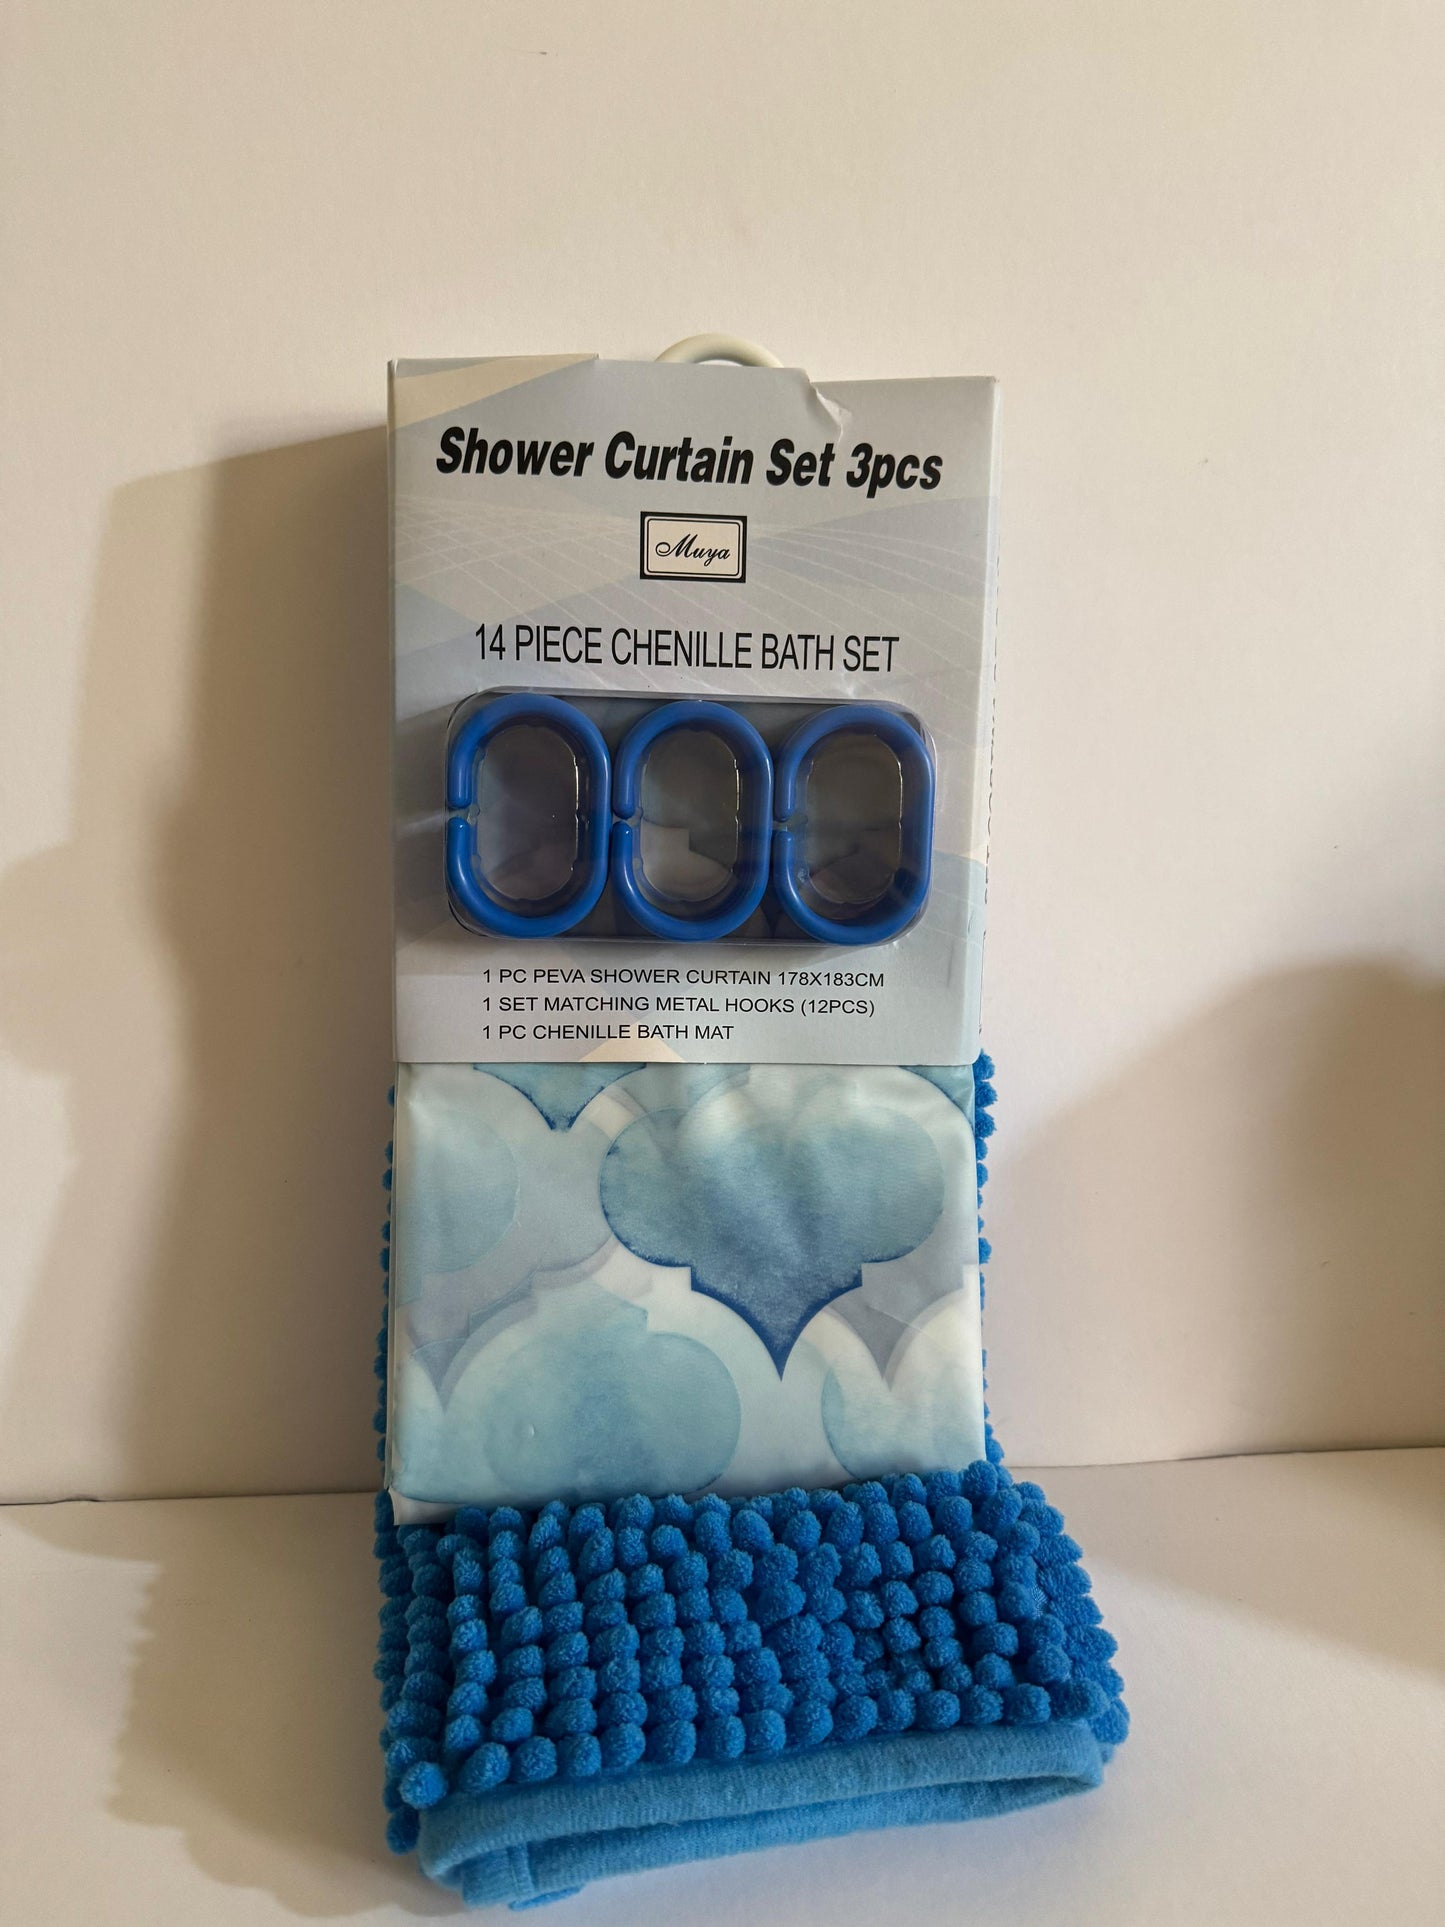 Shower Curtain Set 3pcs
Muya
14 PIECE CHENILLE BATH SET
1 PC PEVA SHOWER CURTAIN 178X183CM
1 SET MATCHING METAL HOOKS (12PCS)
1 PC CHENILLE BATH MAT